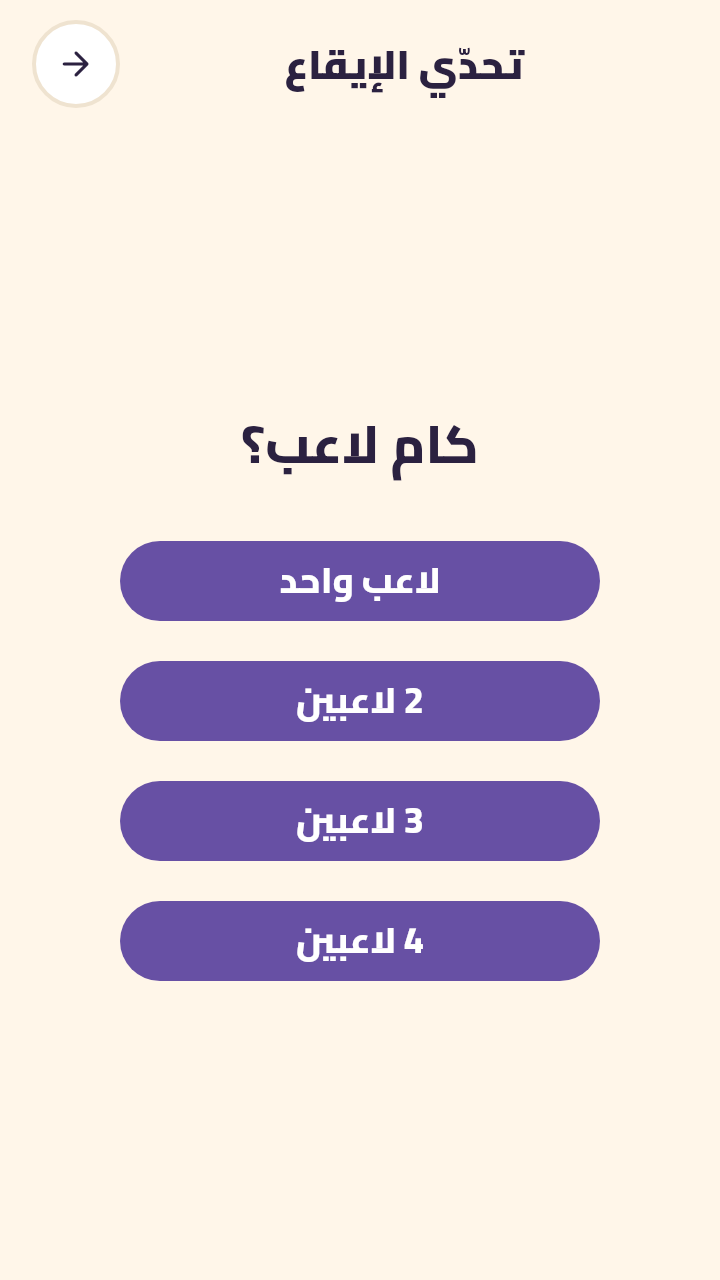 تحدّي الإيقاع
كام لاعب؟
لاعب واحد
2 لاعبين
3 لاعبين
4 لاعبين